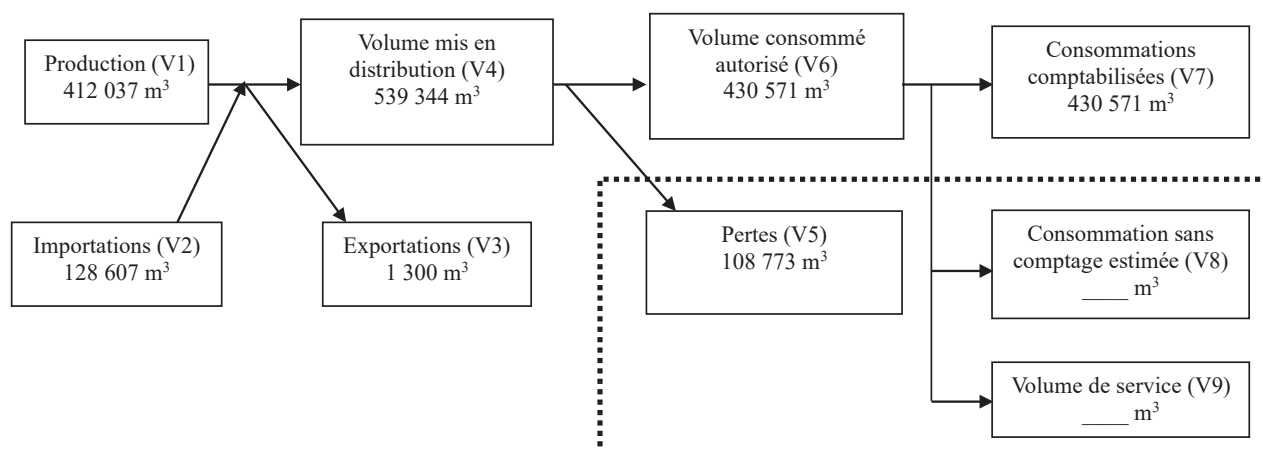 Production (V1)
412 037 m³
Volume mis en
distribution (V4)
539 344 m³
Volume consommé
autorisé (V6)
430 571 m³
Consommations
comptabilisées (V7)
430 571 m³
Importations (V2)
128 607 m³
Exportations (V3)
1 300 m³
Pertes (V5)
108 773 m³
Consommation sans
comptage estimée (V8)
____ m³
Volume de service (V9)
____ m³